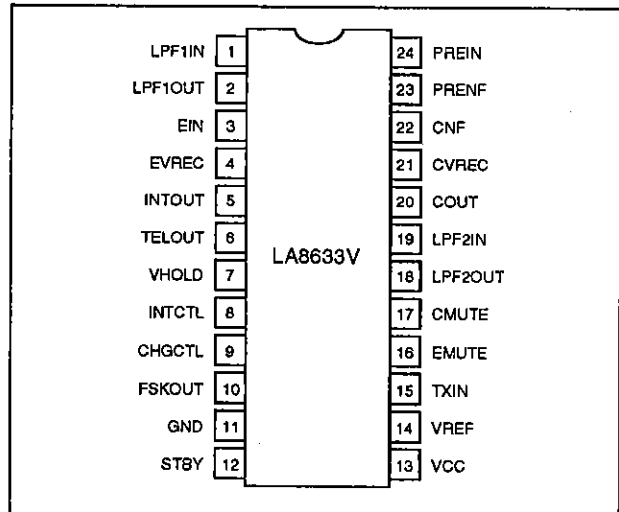 LPF1IN 1 24 PREIN
LPF1OUT 2 23 PRENF
EIN 3 22 CNF
EVREC 4 21 CVREC
INTOUT 5 20 COUT
TELOUT 6 19 LPF2IN
LA8633V
VHOLD 7 18 LPF2OUT
INTCTL 8 17 CMUTE
CHGCTL 9 16 EMUTE
FSKOUT 10 15 TXIN
GND 11 14 VREF
STBY 12 13 VCC